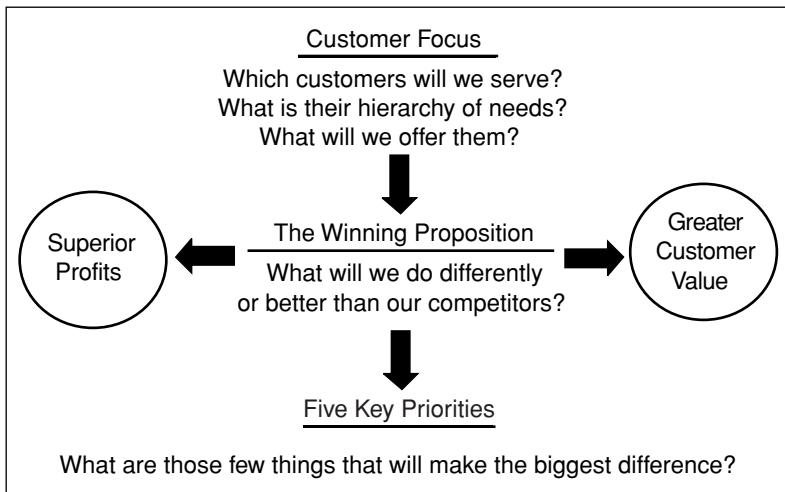 Customer Focus
Which customers will we serve?
What is their hierarchy of needs?
What will we offer them?
Superior
Profits
The Winning Proposition
What will we do differently
or better than our competitors?
Greater
Customer
Value
Five Key Priorities
What are those few things that will make the biggest difference?